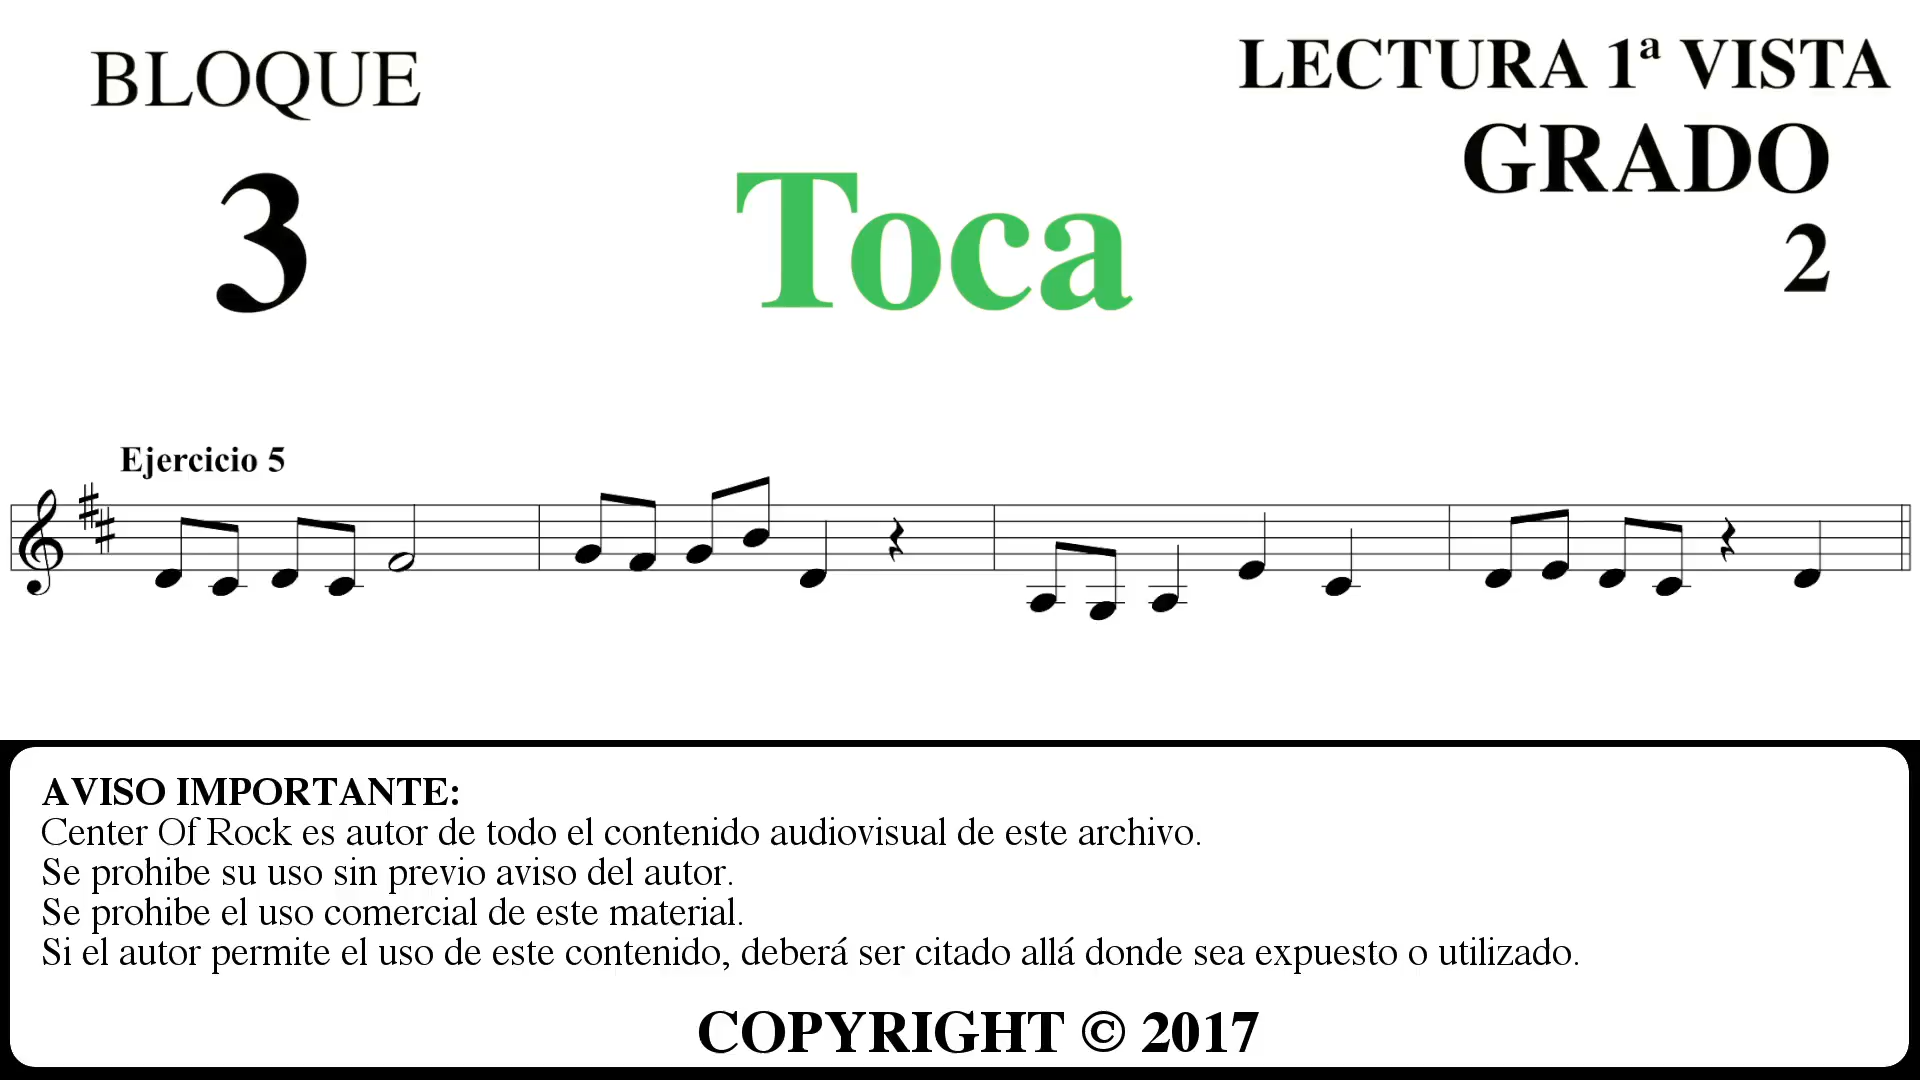 BLOQUE
3
Toca
LECTURA 1ª VISTA
GRADO
2
Ejercicio 5
AVISO IMPORTANTE:
Center Of Rock es autor de todo el contenido audiovisual de este archivo.
Se prohibe su uso sin previo aviso del autor.
Se prohibe el uso comercial de este material.
Si el autor permite el uso de este contenido, deberá ser citado allá donde sea expuesto o utilizado.
COPYRIGHT © 2017